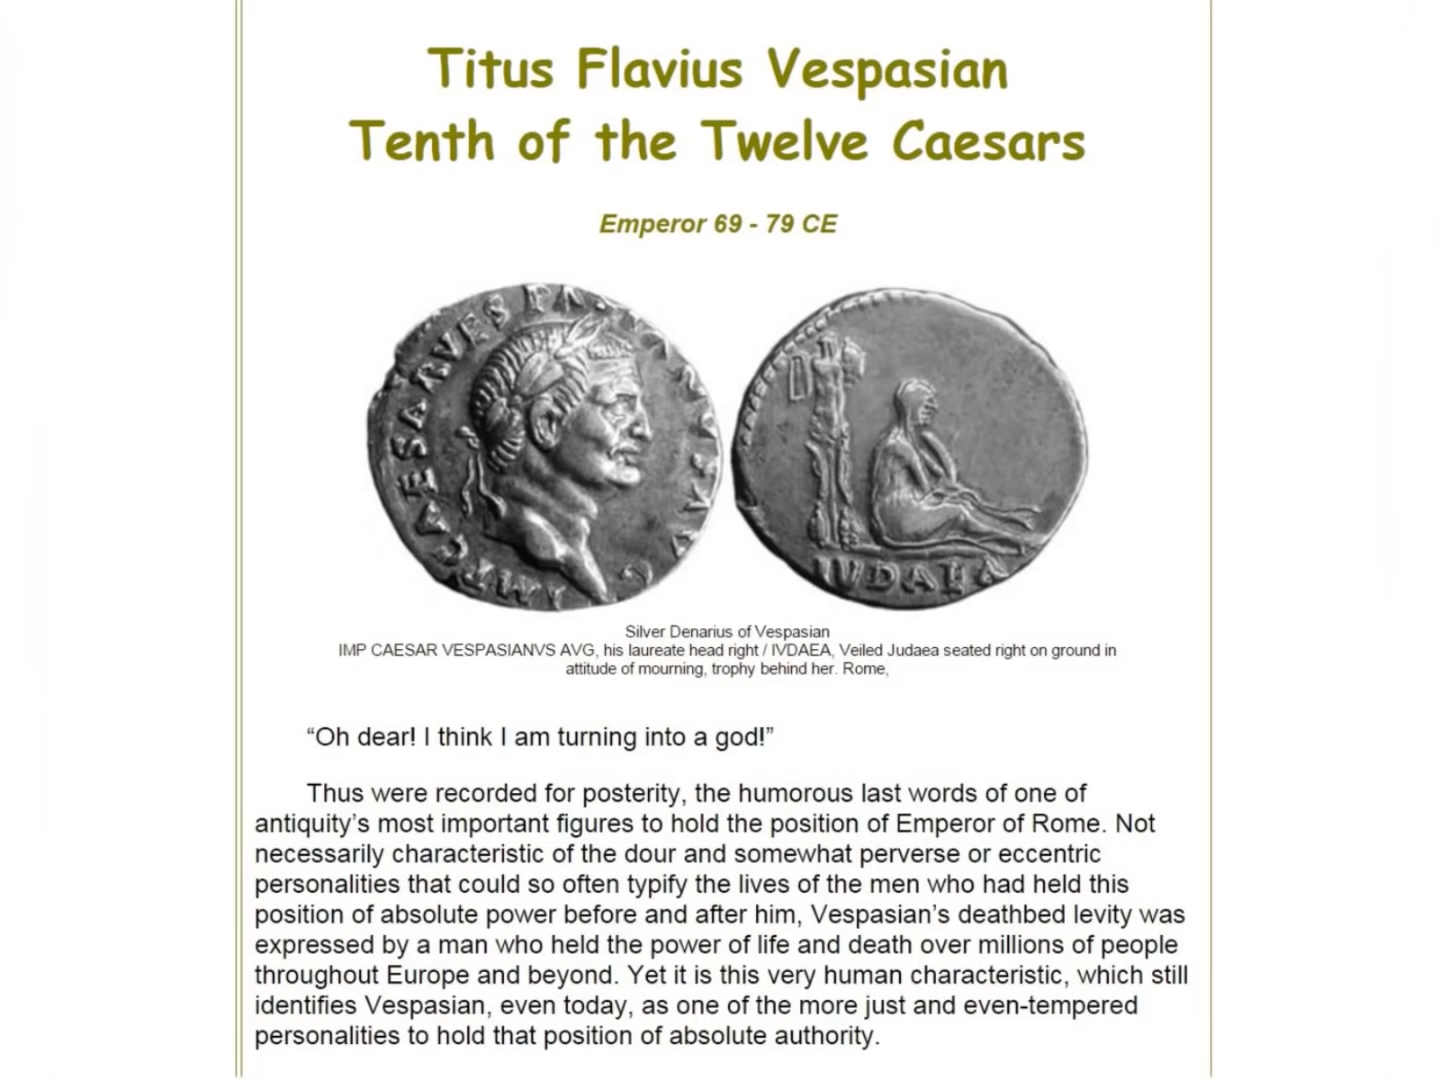 Titus Flavius Vespasian
Tenth of the Twelve Caesars
Emperor 69 - 79 CE
IMP CAESAR VESPA
AVG
IVDAEA
Silver Denarius of Vespasian
IMP CAESAR VESPASIANVS AVG, his laureate head right / IVDAEA, Veiled Judaea seated right on ground in
attitude of mourning, trophy behind her. Rome,
“Oh dear! I think I am turning into a god!”
Thus were recorded for posterity, the humorous last words of one of
antiquity’s most important figures to hold the position of Emperor of Rome. Not
necessarily characteristic of the dour and somewhat perverse or eccentric
personalities that could so often typify the lives of the men who had held this
position of absolute power before and after him, Vespasian’s deathbed levity was
expressed by a man who held the power of life and death over millions of people
throughout Europe and beyond. Yet it is this very human characteristic, which still
identifies Vespasian, even today, as one of the more just and even-tempered
personalities to hold that position of absolute authority.